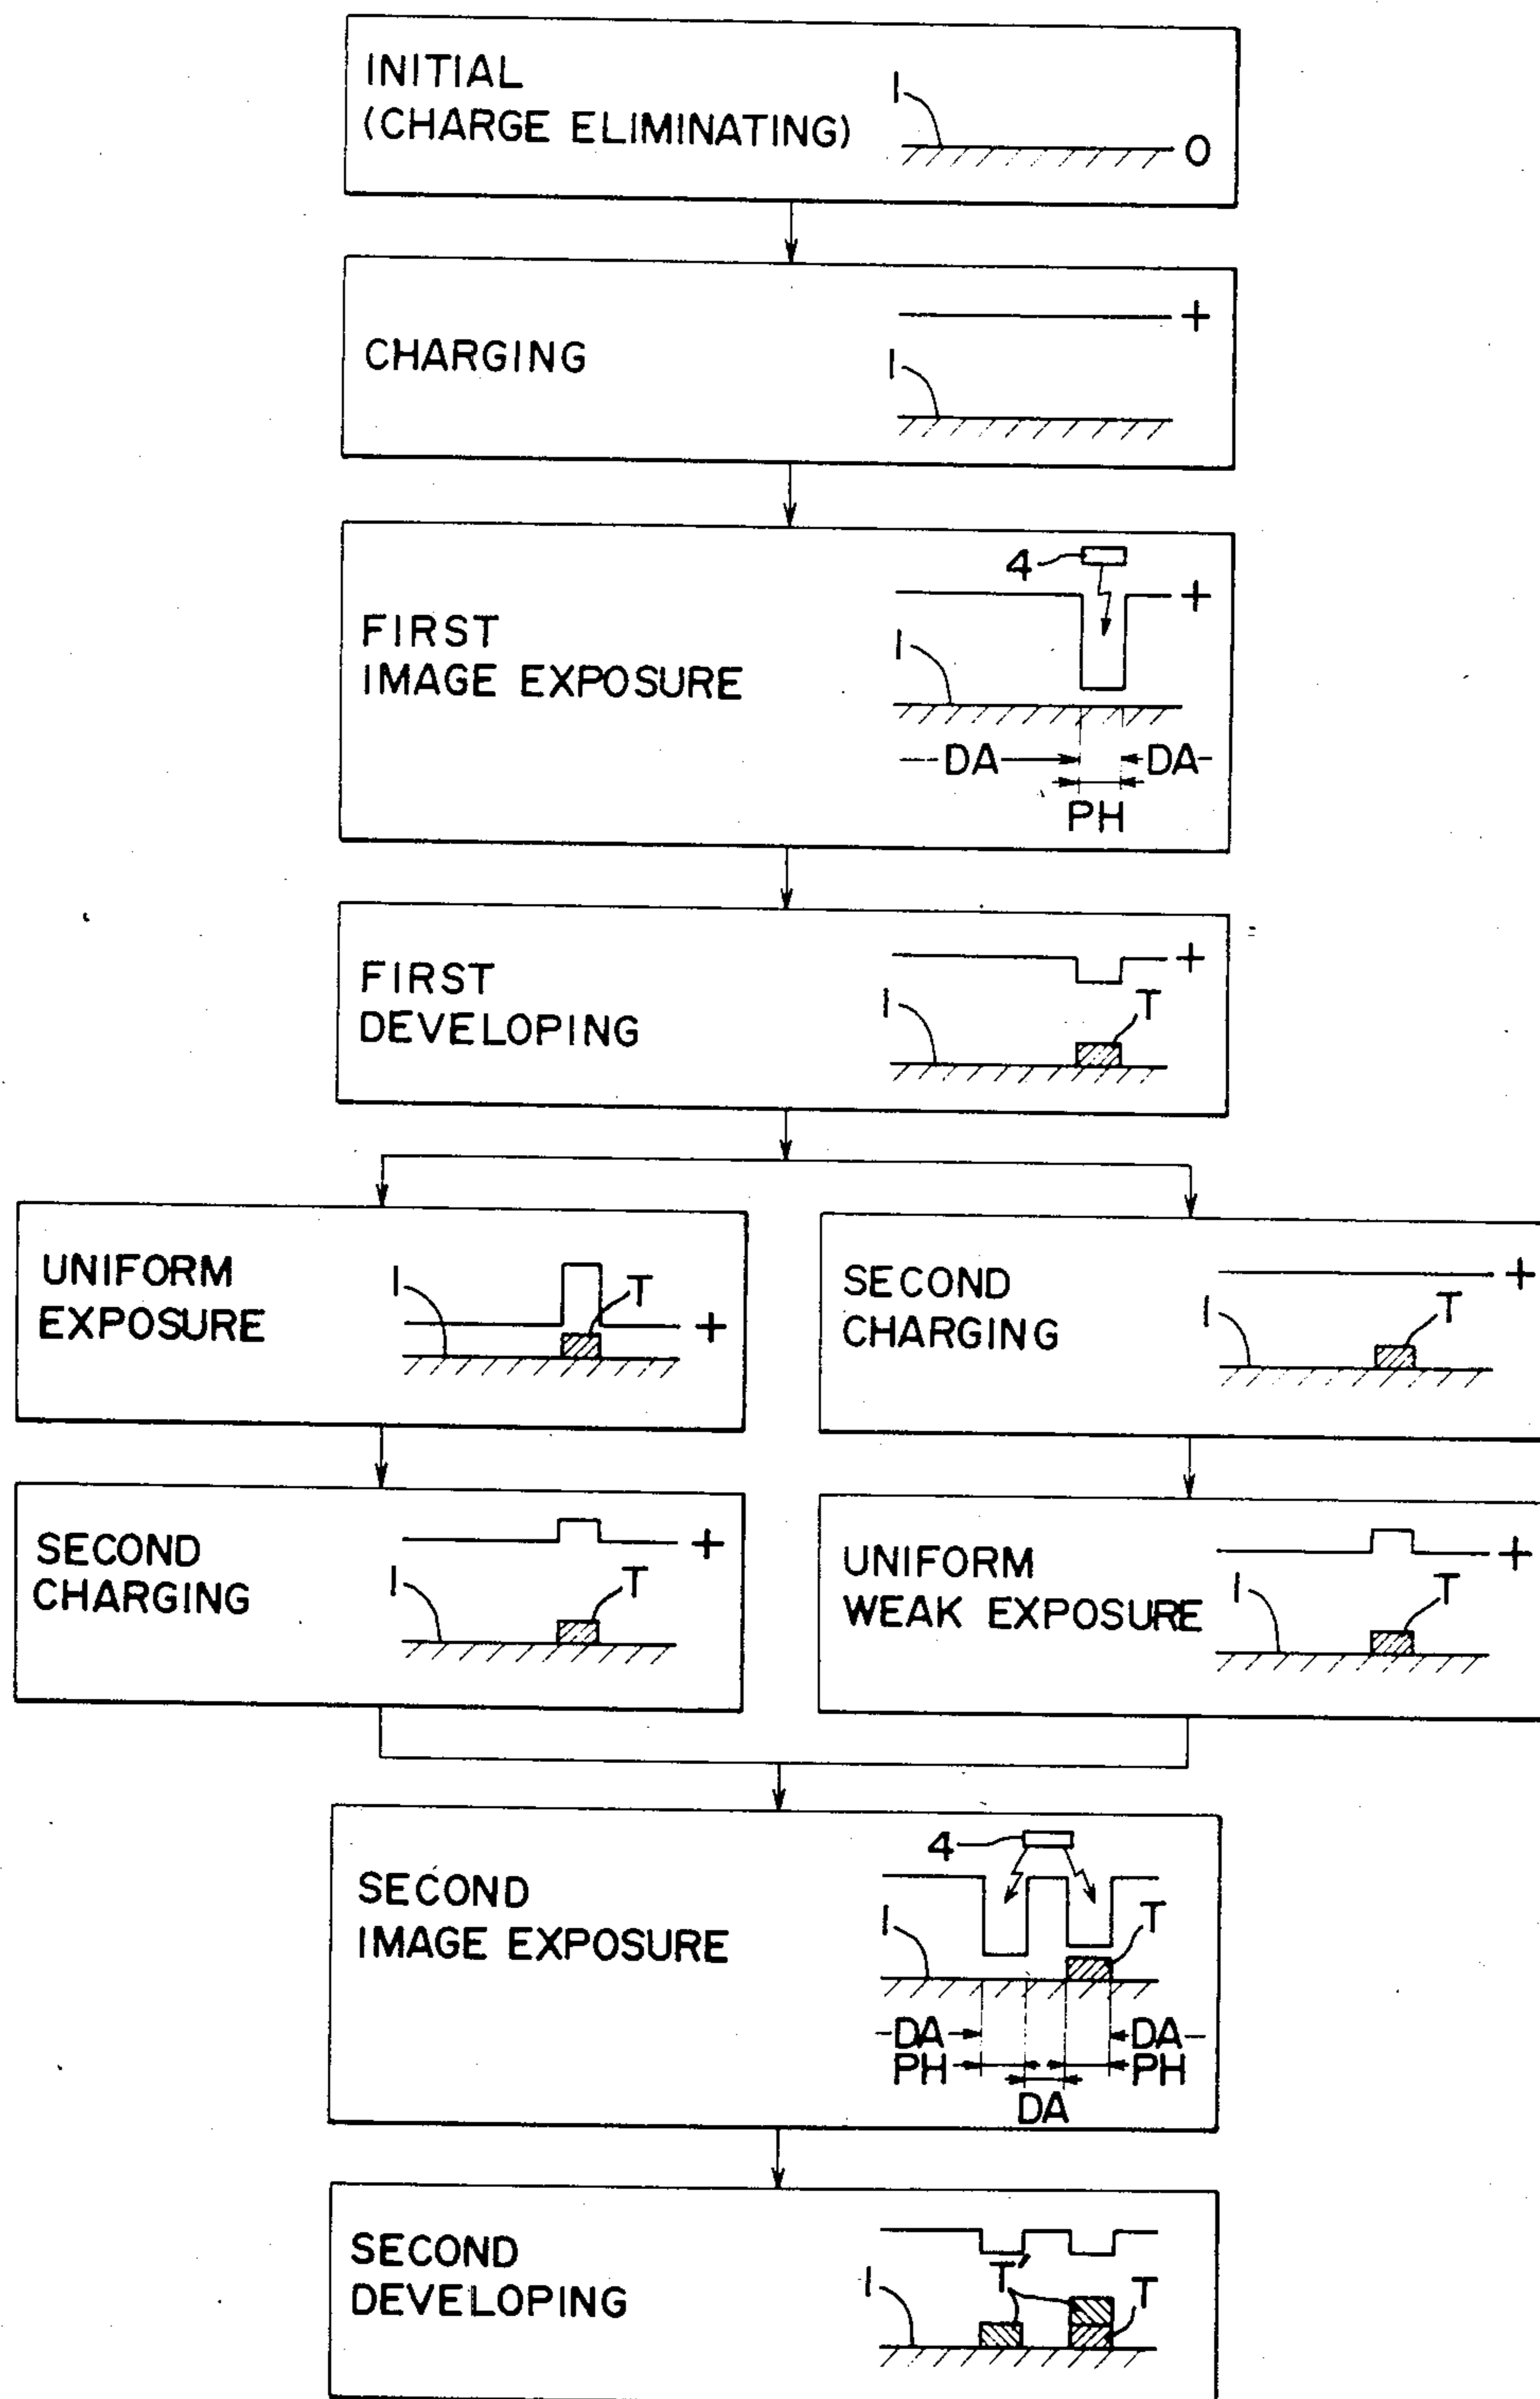 INITIAL
(CHARGE ELIMINATING)
1
0
CHARGING
+
1
FIRST
IMAGE EXPOSURE
4
+
1
DA
DA
PH
FIRST
DEVELOPING
+
1
T
UNIFORM
EXPOSURE
1
T
+
SECOND
CHARGING
+
1
T
SECOND
CHARGING
+
1
T
UNIFORM
WEAK EXPOSURE
+
1
T
SECOND
IMAGE EXPOSURE
4
1
T
DA
DA
PH
PH
DA
SECOND
DEVELOPING
1
T'
T